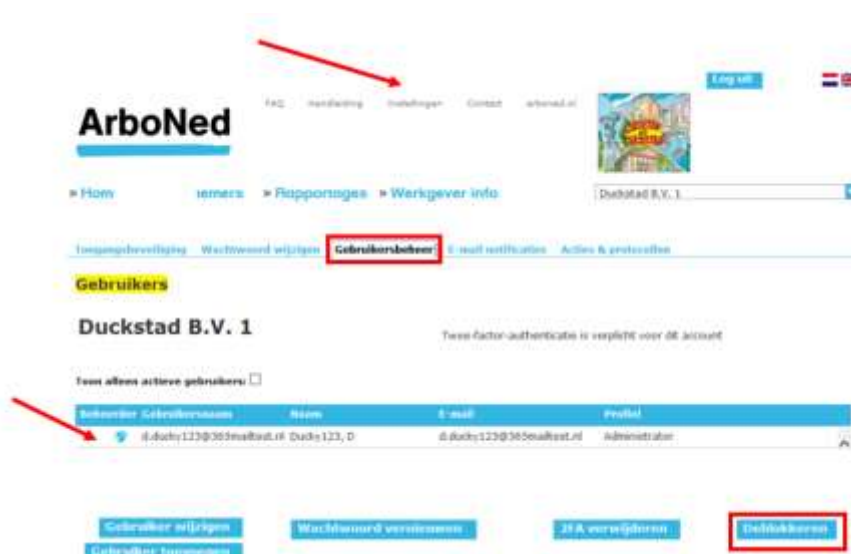 Log uit
FAQ Handleiding Instellingen Contact arboned.nl
ArboNed
» Hom nemers » Rapportages » Werkgever info
Duckstad B.V. 1
Toegangsbeveiliging Wachtwoord wijzigen Gebruikersbeheer E-mail notificaties Acties & protocollen
Gebruikers
Duckstad B.V. 1
Twee-factor-authenticatie is verplicht voor dit account
Toon alleen actieve gebruikers:
Beheerder Gebruikersnaam Naam E-mail Profiel
d.ducky123@365mailtest.nl Ducky123, D d.ducky123@365mailtest.nl Administrator
Gebruiker wijzigen Wachtwoord vernieuwen 2FA verwijderen Deblokkeren
Gebruiker toevoegen